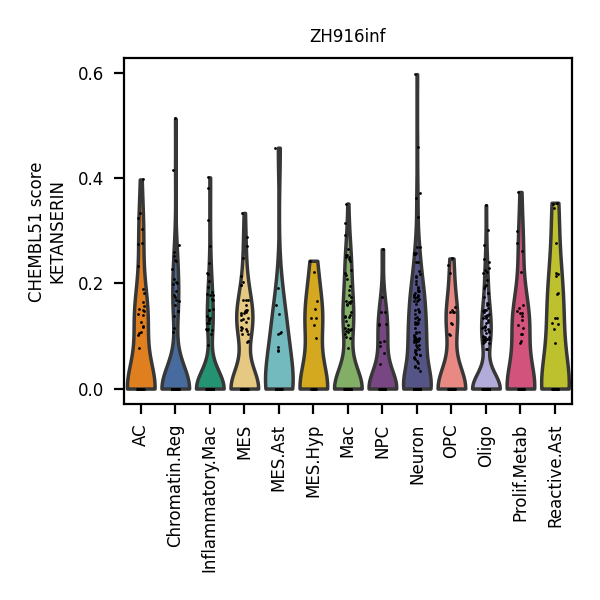 ZH916inf
CHEMBL51 score
KETANSERIN
0.6
0.4
0.2
0.0
AC
Chromatin.Reg
Inflammatory.Mac
MES
MES.Ast
MES.Hyp
Mac
NPC
Neuron
OPC
Oligo
Prolif.Metab
Reactive.Ast